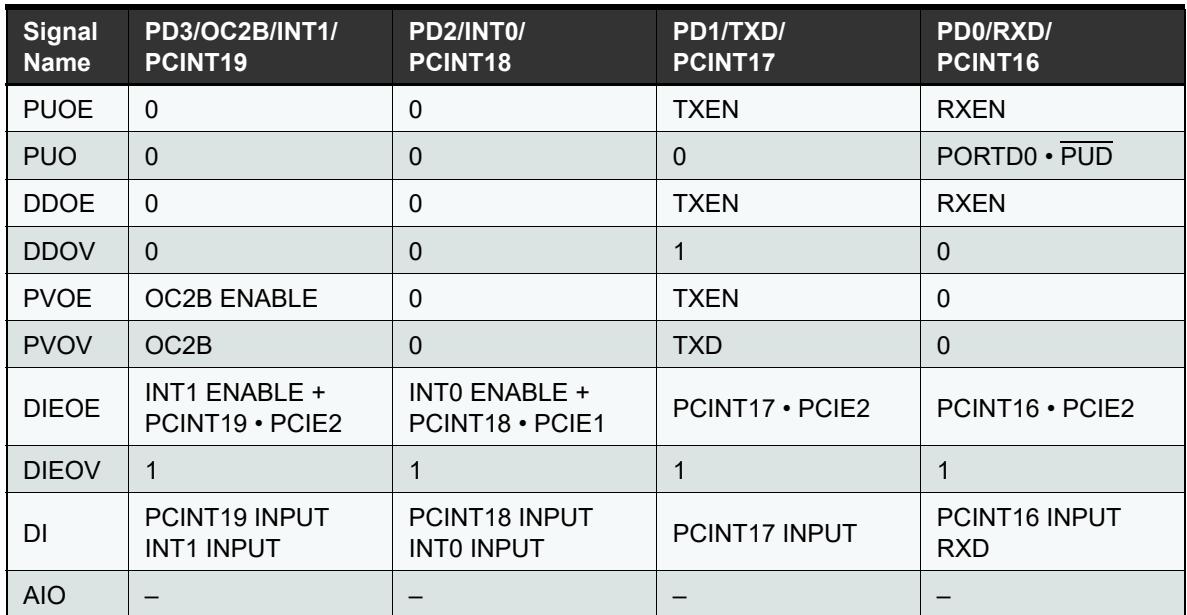 Signal Name | PD3/OC2B/INT1/ PCINT19 | PD2/INT0/ PCINT18 | PD1/TXD/ PCINT17 | PD0/RXD/ PCINT16
PUOE | 0 | 0 | TXEN | RXEN
PUO | 0 | 0 | 0 | PORTD0 • P̅U̅D̅
DDOE | 0 | 0 | TXEN | RXEN
DDOV | 0 | 0 | 1 | 0
PVOE | OC2B ENABLE | 0 | TXEN | 0
PVOV | OC2B | 0 | TXD | 0
DIEOE | INT1 ENABLE + PCINT19 • PCIE2 | INT0 ENABLE + PCINT18 • PCIE1 | PCINT17 • PCIE2 | PCINT16 • PCIE2
DIEOV | 1 | 1 | 1 | 1
DI | PCINT19 INPUT INT1 INPUT | PCINT18 INPUT INT0 INPUT | PCINT17 INPUT | PCINT16 INPUT RXD
AIO | – | – | – | –